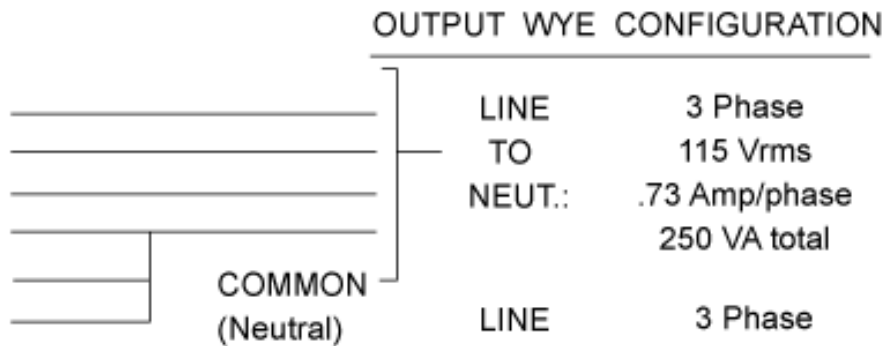 OUTPUT WYE CONFIGURATION
LINE 3 Phase
TO 115 Vrms
NEUT.: .73 Amp/phase
250 VA total
COMMON
(Neutral)
LINE 3 Phase